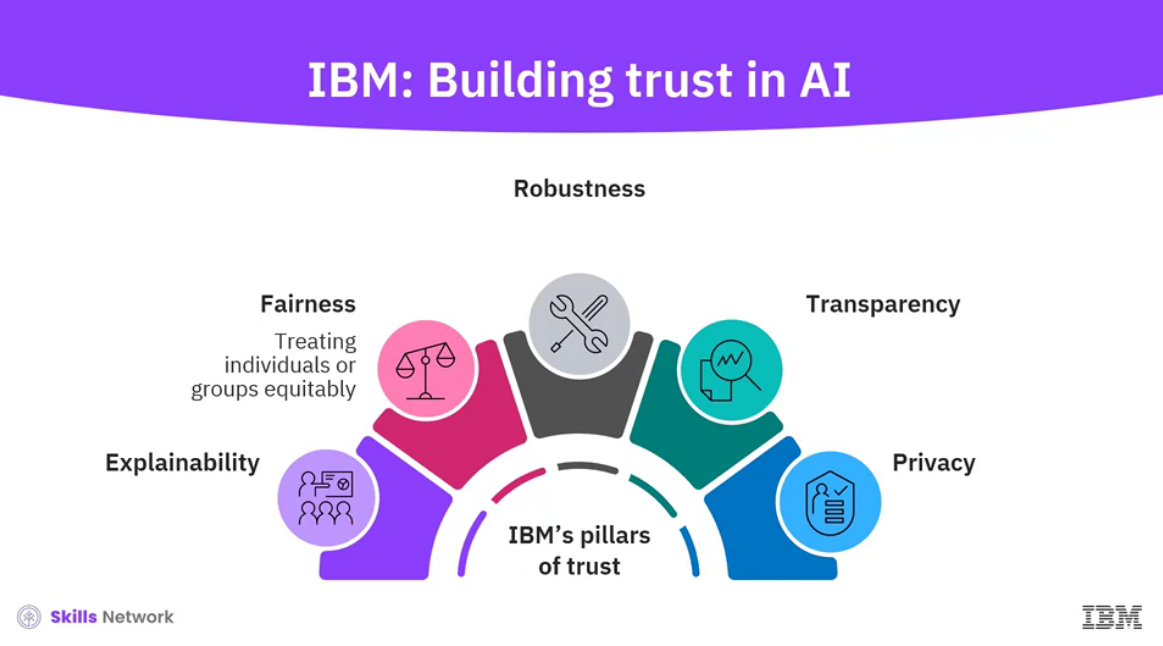 IBM: Building trust in AI
Robustness
Fairness
Treating
individuals or
groups equitably
Transparency
Explainability
Privacy
IBM’s pillars
of trust
Skills Network
IBM